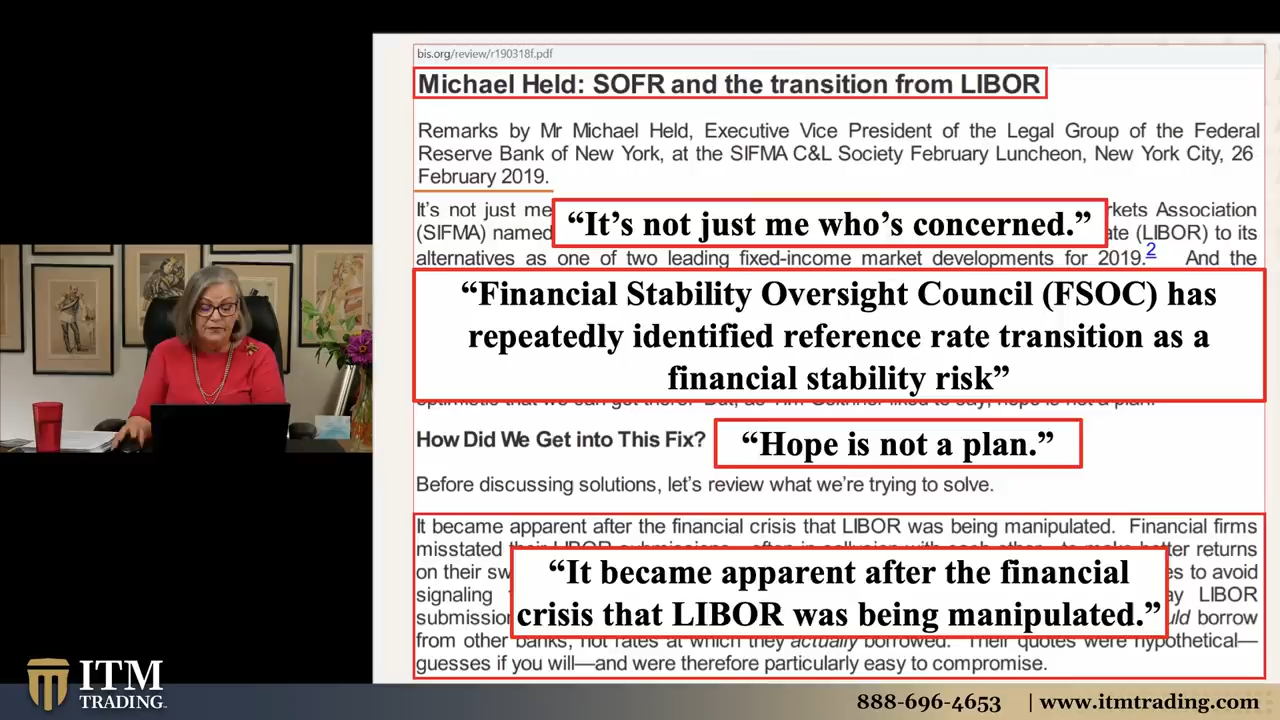 bis.org/review/r190318f.pdf
Michael Held: SOFR and the transition from LIBOR
Remarks by Mr Michael Held, Executive Vice President of the Legal Group of the Federal
Reserve Bank of New York, at the SIFMA C&L Society February Luncheon, New York City, 26
February 2019.
It's not just me
rkets Association
“It’s not just me who’s concerned.”
(SIFMA) named
(LIBOR) to its
alternatives as one of two leading fixed-income market developments for 2019.2 And the
“Financial Stability Oversight Council (FSOC) has
repeatedly identified reference rate transition as a
financial stability risk”
How Did We Get into This Fix?
“Hope is not a plan.”
Before discussing solutions, let’s review what we’re trying to solve.
It became apparent after the financial crisis that LIBOR was being manipulated. Financial firms
misstated
returns
on their
to avoid
“It became apparent after the financial
signaling
LIBOR
crisis that LIBOR was being manipulated.”
borrow
from other banks, not rates at which they actually borrowed. Their quotes were hypothetical—
guesses if you will—and were therefore particularly easy to compromise.
ITM
TRADING
888-696-4653 | www.itmtrading.com